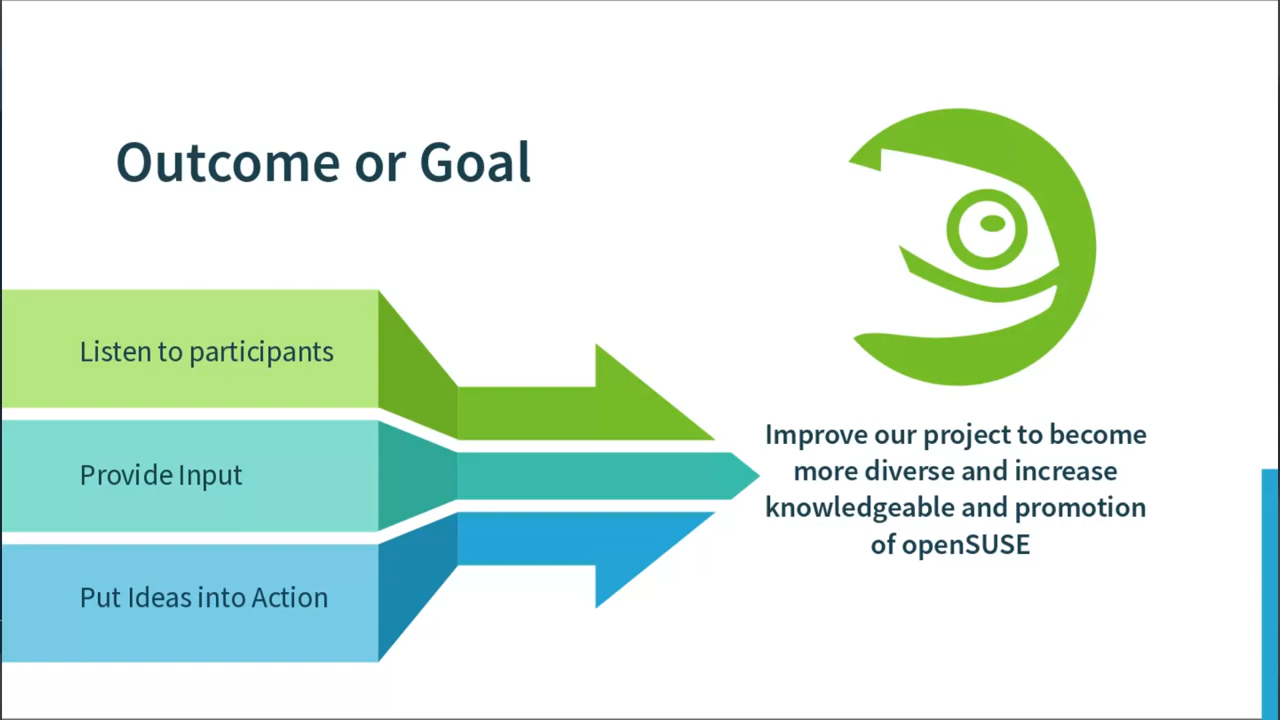 Outcome or Goal
Listen to participants
Provide Input
Put Ideas into Action
Improve our project to become
more diverse and increase
knowledgeable and promotion
of openSUSE